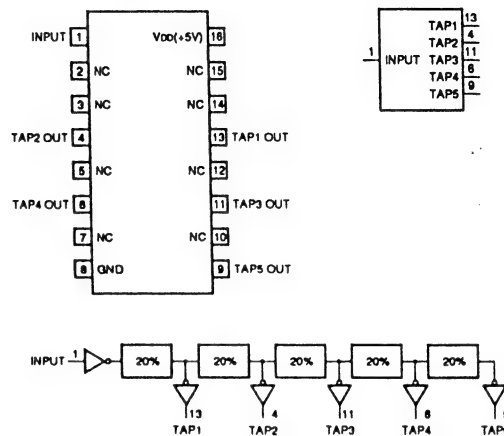 INPUT 1 VDD(+5V) 16
2 NC NC 15
3 NC NC 14
TAP2 OUT 4 13 TAP1 OUT
5 NC NC 12
TAP4 OUT 6 11 TAP3 OUT
7 NC NC 10
8 GND 9 TAP5 OUT
1 INPUT TAP1 13
TAP2 4
TAP3 11
TAP4 6
TAP5 9
INPUT 1 20% 20% 20% 20% 20%
13 4 11 6
TAP1 TAP2 TAP3 TAP4